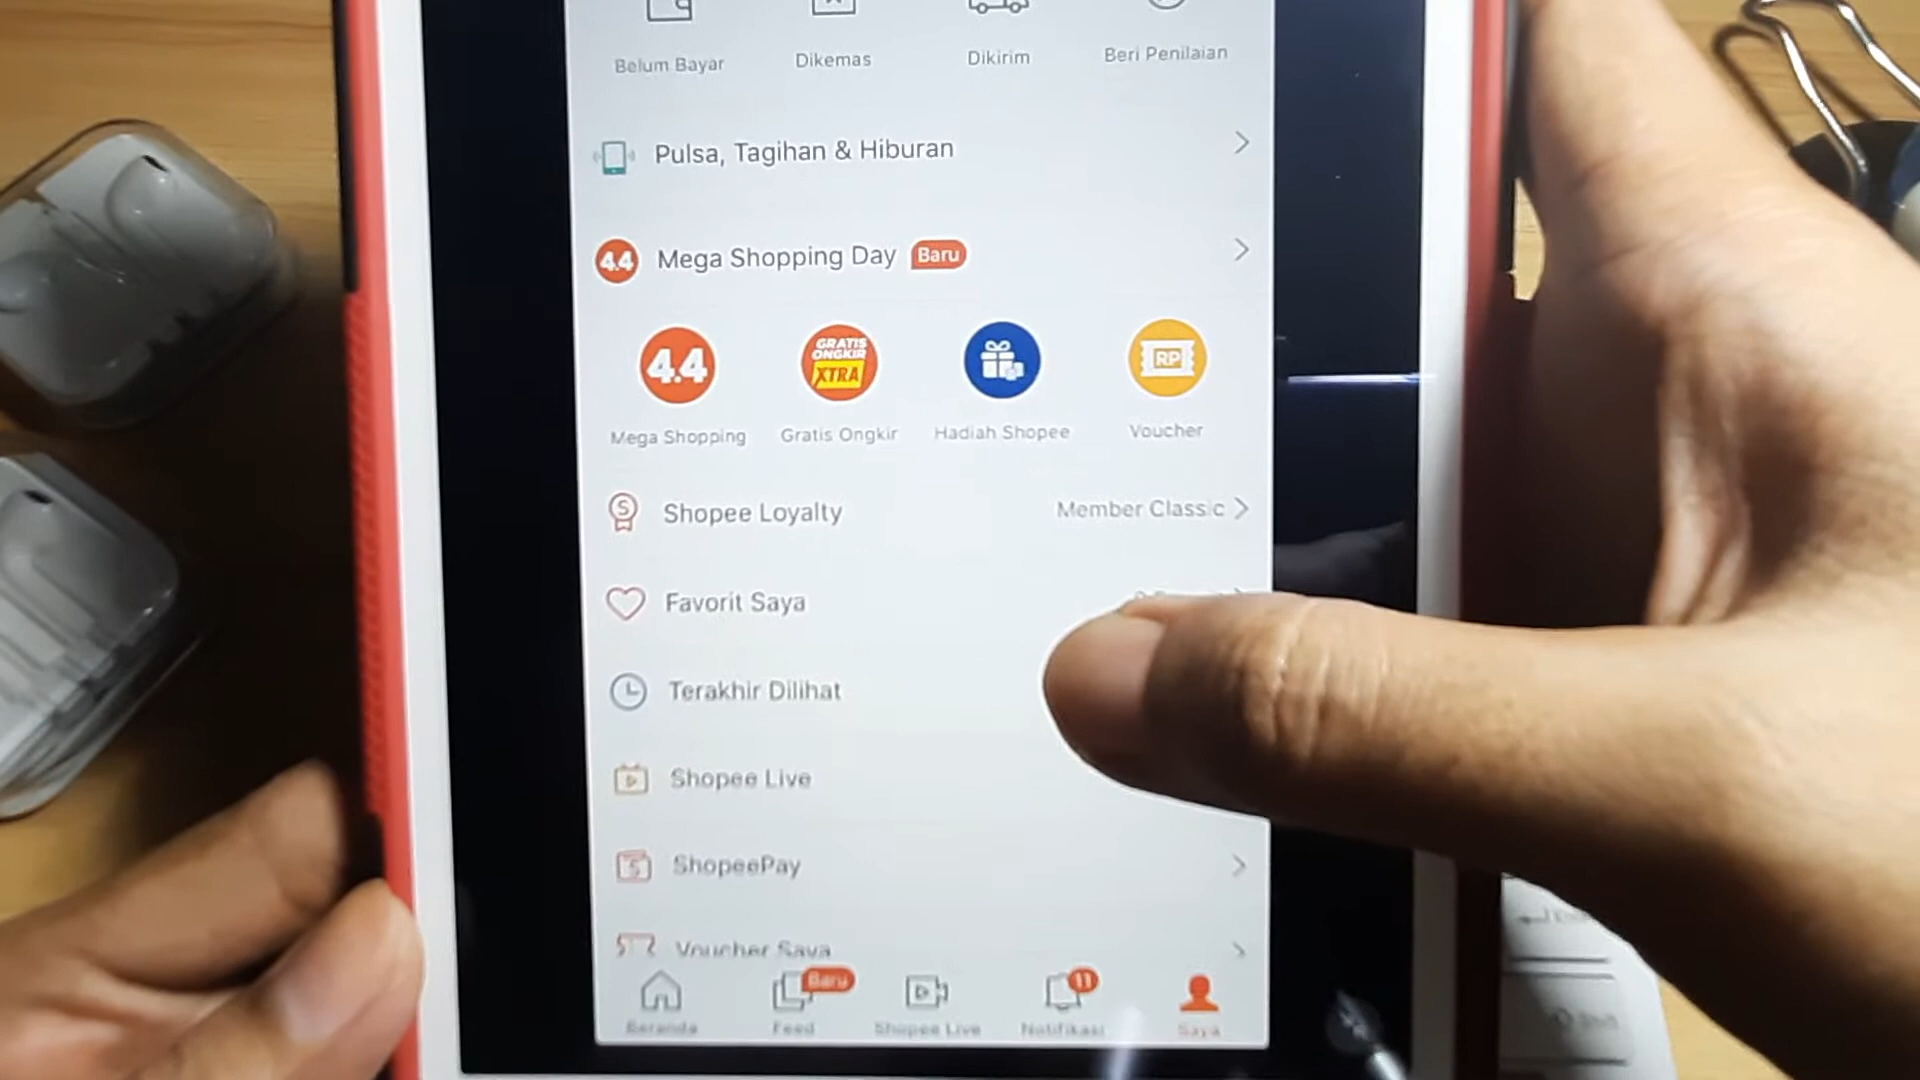 Belum Bayar Dikemas Dikirim Beri Penilaian
Pulsa, Tagihan & Hiburan
4.4 Mega Shopping Day Baru
4.4 GRATIS ONGKIR XTRA RP
Mega Shopping Gratis Ongkir Hadiah Shopee Voucher
Shopee Loyalty Member Classic
Favorit Saya
Terakhir Dilihat
Shopee Live
ShopeePay
Voucher Saya
Baru 11
Beranda Feed Shopee Live Notifikasi Saya